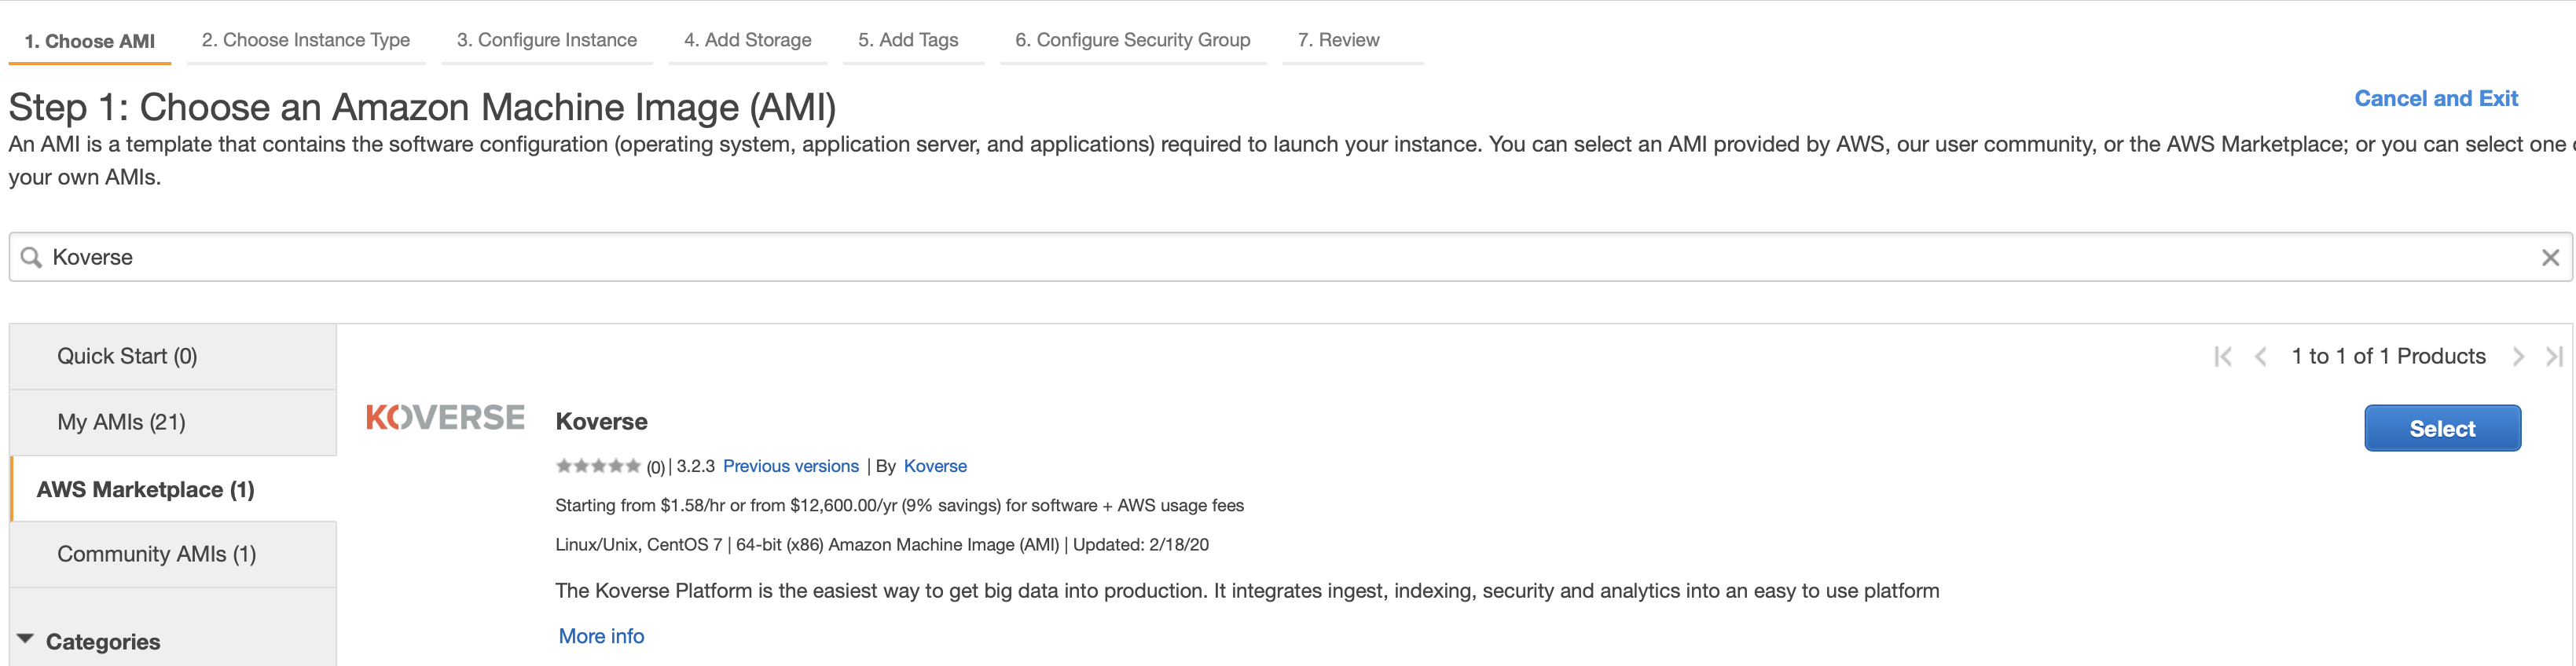 1. Choose AMI 2. Choose Instance Type 3. Configure Instance 4. Add Storage 5. Add Tags 6. Configure Security Group 7. Review
Step 1: Choose an Amazon Machine Image (AMI)
Cancel and Exit
An AMI is a template that contains the software configuration (operating system, application server, and applications) required to launch your instance. You can select an AMI provided by AWS, our user community, or the AWS Marketplace; or you can select one
your own AMIs.
Koverse
Quick Start (0)
My AMIs (21)
AWS Marketplace (1)
Community AMIs (1)
Categories
1 to 1 of 1 Products
KOVERSE
Koverse
Select
(0) | 3.2.3 Previous versions | By Koverse
Starting from $1.58/hr or from $12,600.00/yr (9% savings) for software + AWS usage fees
Linux/Unix, CentOS 7 | 64-bit (x86) Amazon Machine Image (AMI) | Updated: 2/18/20
The Koverse Platform is the easiest way to get big data into production. It integrates ingest, indexing, security and analytics into an easy to use platform
More info